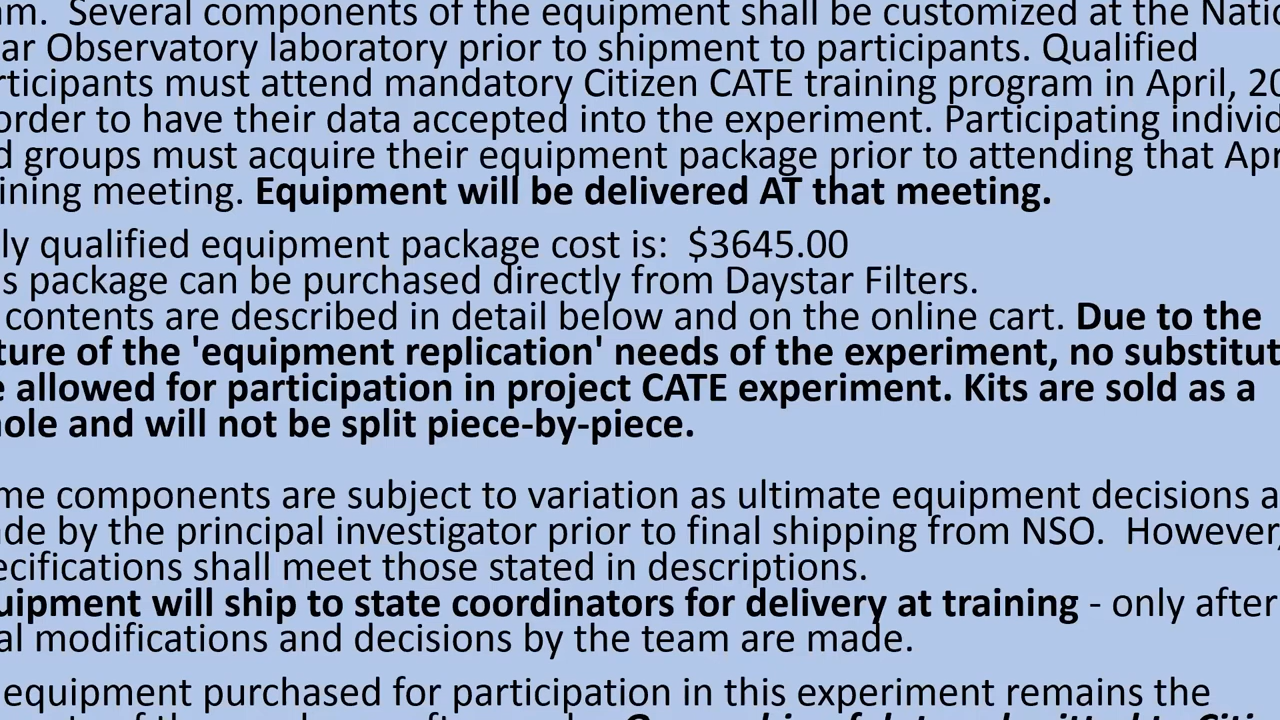 am. Several components of the equipment shall be customized at the Natio
ar Observatory laboratory prior to shipment to participants. Qualified
rticipants must attend mandatory Citizen CATE training program in April, 20
order to have their data accepted into the experiment. Participating individ
d groups must acquire their equipment package prior to attending that Apr
ining meeting. Equipment will be delivered AT that meeting.
ly qualified equipment package cost is: $3645.00
s package can be purchased directly from Daystar Filters.
contents are described in detail below and on the online cart. Due to the
ture of the 'equipment replication' needs of the experiment, no substitut
e allowed for participation in project CATE experiment. Kits are sold as a
ole and will not be split piece-by-piece.
me components are subject to variation as ultimate equipment decisions a
de by the principal investigator prior to final shipping from NSO. However,
ecifications shall meet those stated in descriptions.
uipment will ship to state coordinators for delivery at training - only after
al modifications and decisions by the team are made.
equipment purchased for participation in this experiment remains the